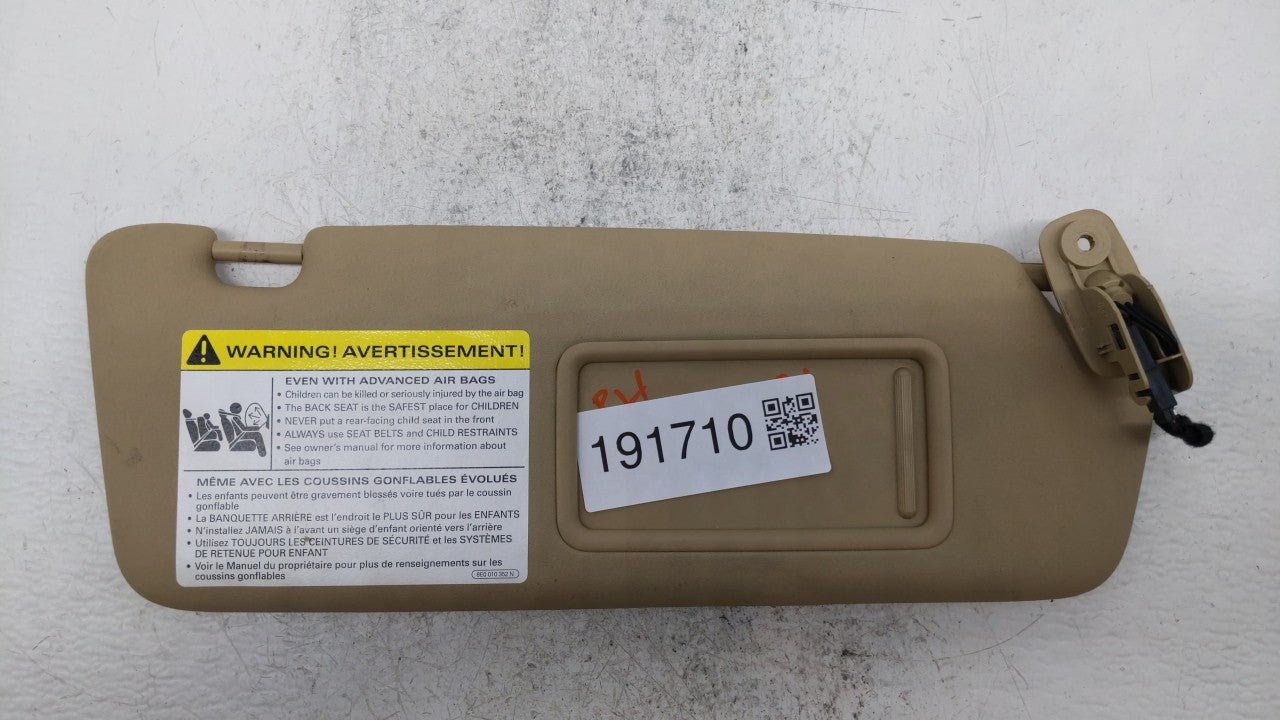 WARNING! AVERTISSEMENT!
EVEN WITH ADVANCED AIR BAGS
• Children can be killed or seriously injured by the air bag
• The BACK SEAT is the SAFEST place for CHILDREN
• NEVER put a rear-facing child seat in the front
• ALWAYS use SEAT BELTS and CHILD RESTRAINTS
• See owner's manual for more information about
air bags
MÊME AVEC LES COUSSINS GONFLABLES ÉVOLUÉS
• Les enfants peuvent être gravement blessés voire tués par le coussin
gonflable
• La BANQUETTE ARRIÈRE est l'endroit le PLUS SÛR pour les ENFANTS
• N'installez JAMAIS à l'avant un siège d'enfant orienté vers l'arrière
• Utilisez TOUJOURS LES CEINTURES DE SÉCURITÉ et les SYSTÈMES
DE RETENUE POUR ENFANT
• Voir le Manuel du propriétaire pour plus de renseignements sur les
coussins gonflables
8E0 010 362 N
191710